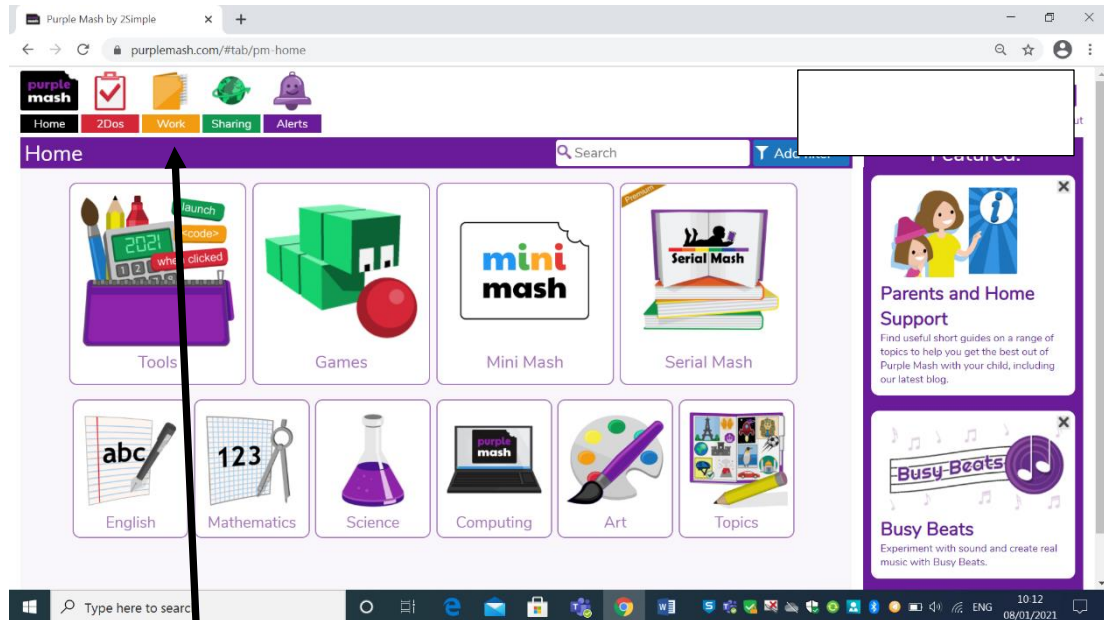 Purple Mash by 2Simple
purplemash.com/#tab/pm-home
purple
mash
Home
2Dos
Work
Sharing
Alerts
Home
Search
launch
<code>
when clicked
2021
1 2
Tools
Games
mini
mash
Mini Mash
Premium
Serial Mash
Serial Mash
abc
English
123
Mathematics
Science
purple
mash
Computing
Art
Topics
Parents and Home
Support
Find useful short guides on a range of
topics to help you get the best out of
Purple Mash with your child, including
our latest blog.
Busy Beats
Busy Beats
Experiment with sound and create real
music with Busy Beats.
Type here to searc
ENG
10:12
08/01/2021